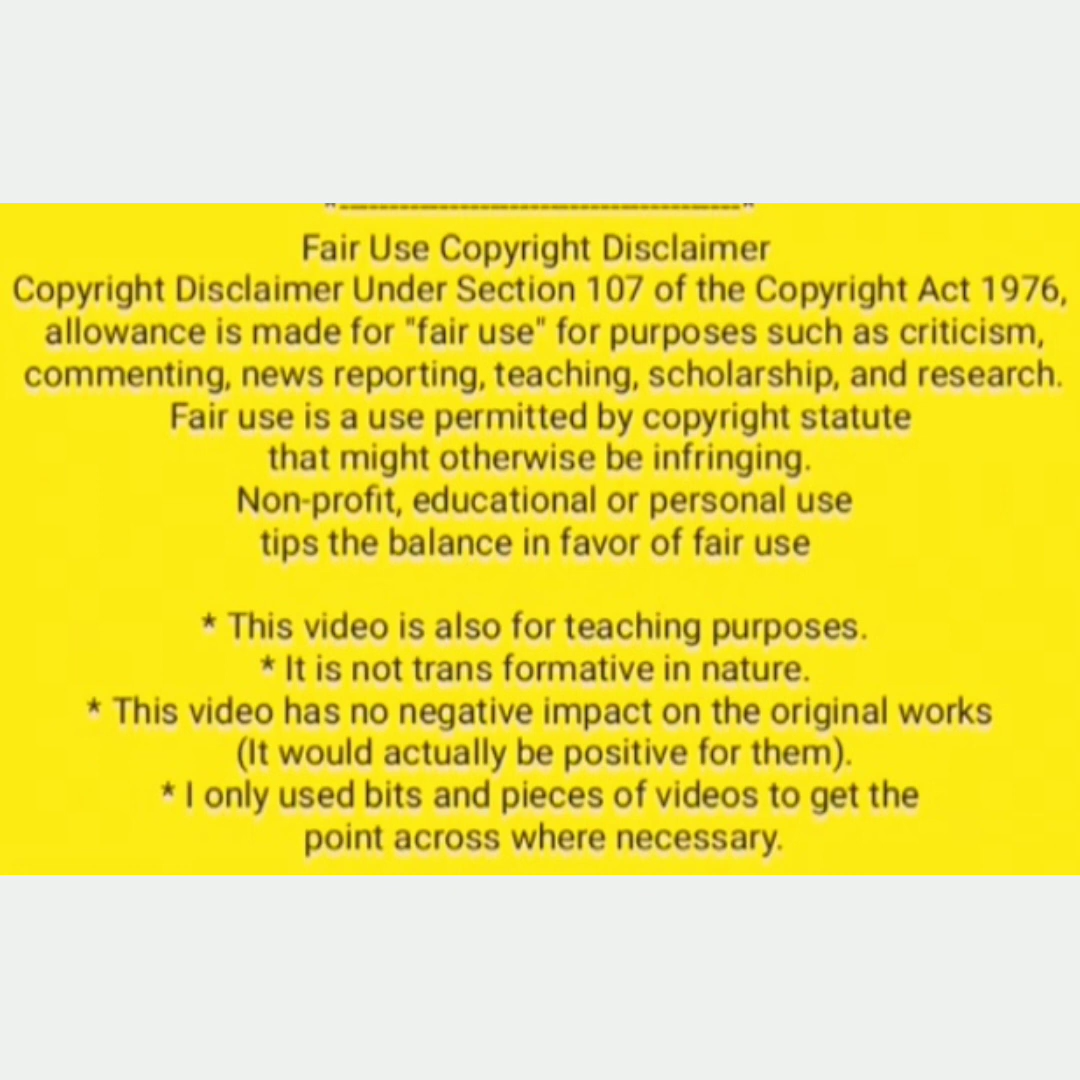 *----------------------------------------*
Fair Use Copyright Disclaimer
Copyright Disclaimer Under Section 107 of the Copyright Act 1976,
allowance is made for "fair use" for purposes such as criticism,
commenting, news reporting, teaching, scholarship, and research.
Fair use is a use permitted by copyright statute
that might otherwise be infringing.
Non-profit, educational or personal use
tips the balance in favor of fair use
* This video is also for teaching purposes.
* It is not trans formative in nature.
* This video has no negative impact on the original works
(It would actually be positive for them).
* I only used bits and pieces of videos to get the
point across where necessary.